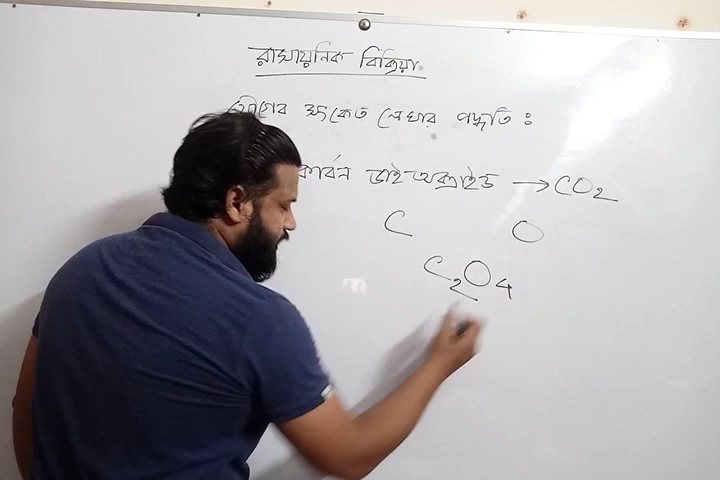 রাসায়নিক বিক্রিয়া
যৌগের সংকেত লেখার পদ্ধতি :
কার্বন ডাই অক্সাইড → CO₂
C O
C₂O₄